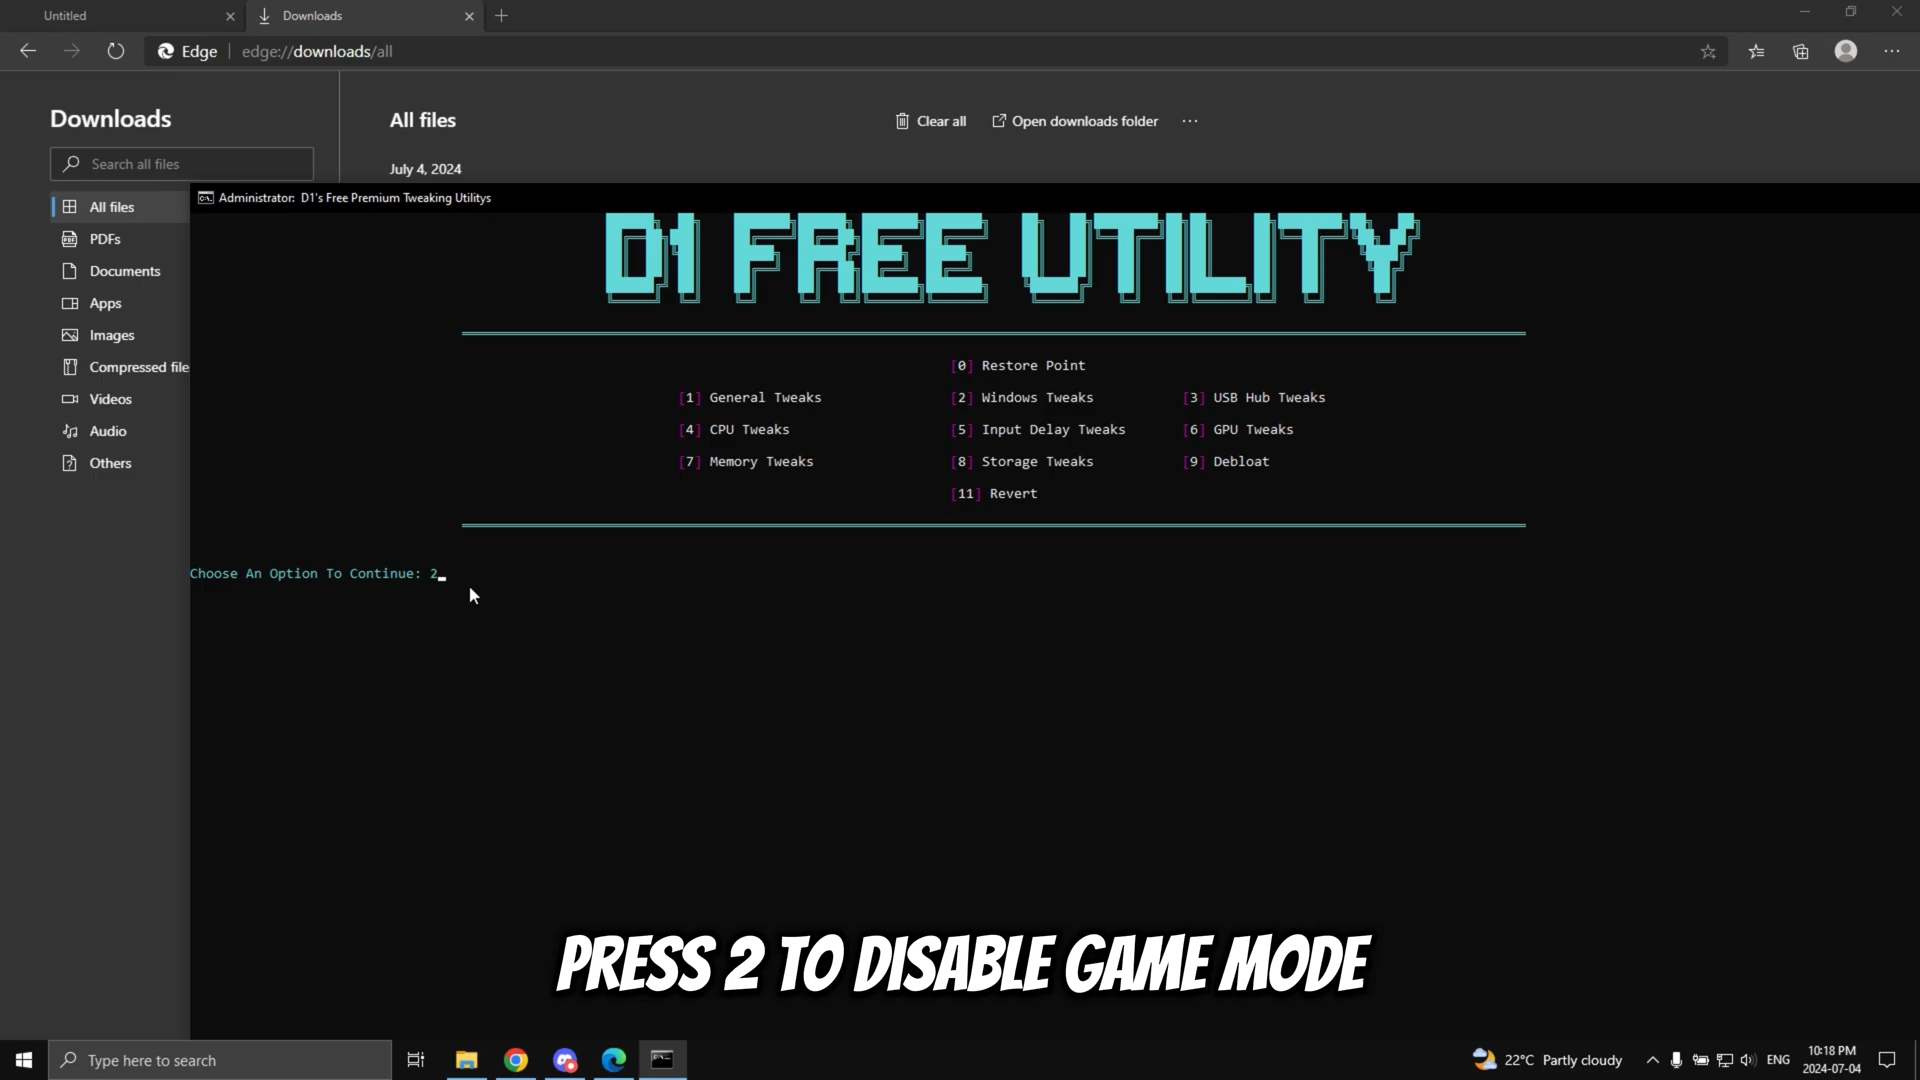 Untitled
Downloads
Edge
edge://downloads/all
Downloads
All files
Clear all
Open downloads folder
Search all files
July 4, 2024
All files
PDFs
Documents
Apps
Images
Compressed file
Videos
Audio
Others
Administrator: D1's Free Premium Tweaking Utilitys
D1 FREE UTILITY
[0] Restore Point
[1] General Tweaks
[2] Windows Tweaks
[3] USB Hub Tweaks
[4] CPU Tweaks
[5] Input Delay Tweaks
[6] GPU Tweaks
[7] Memory Tweaks
[8] Storage Tweaks
[9] Debloat
[11] Revert
Choose An Option To Continue: 2
PRESS 2 TO DISABLE GAME MODE
Type here to search
22°C Partly cloudy
ENG
10:18 PM
2024-07-04